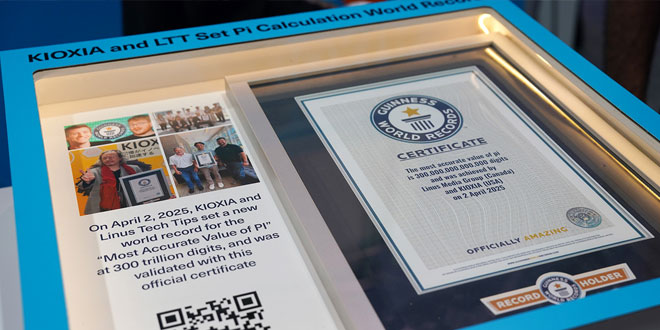 KIOXIA and LTT Set Pi Calculation World Record
KIOXIA
On April 2, 2025, KIOXIA and
Linus Tech Tips set a new
world record for the
"Most Accurate Value of PI"
at 300 trillion digits, and was
validated with this
official certificate
GUINNESS
WORLD RECORDS
CERTIFICATE
The most accurate value of pi
is 300,000,000,000,000 digits
and was achieved by
Linus Media Group (Canada)
and KIOXIA (USA)
on 2 April 2025
OFFICIALLY AMAZING
RECORD HOLDER